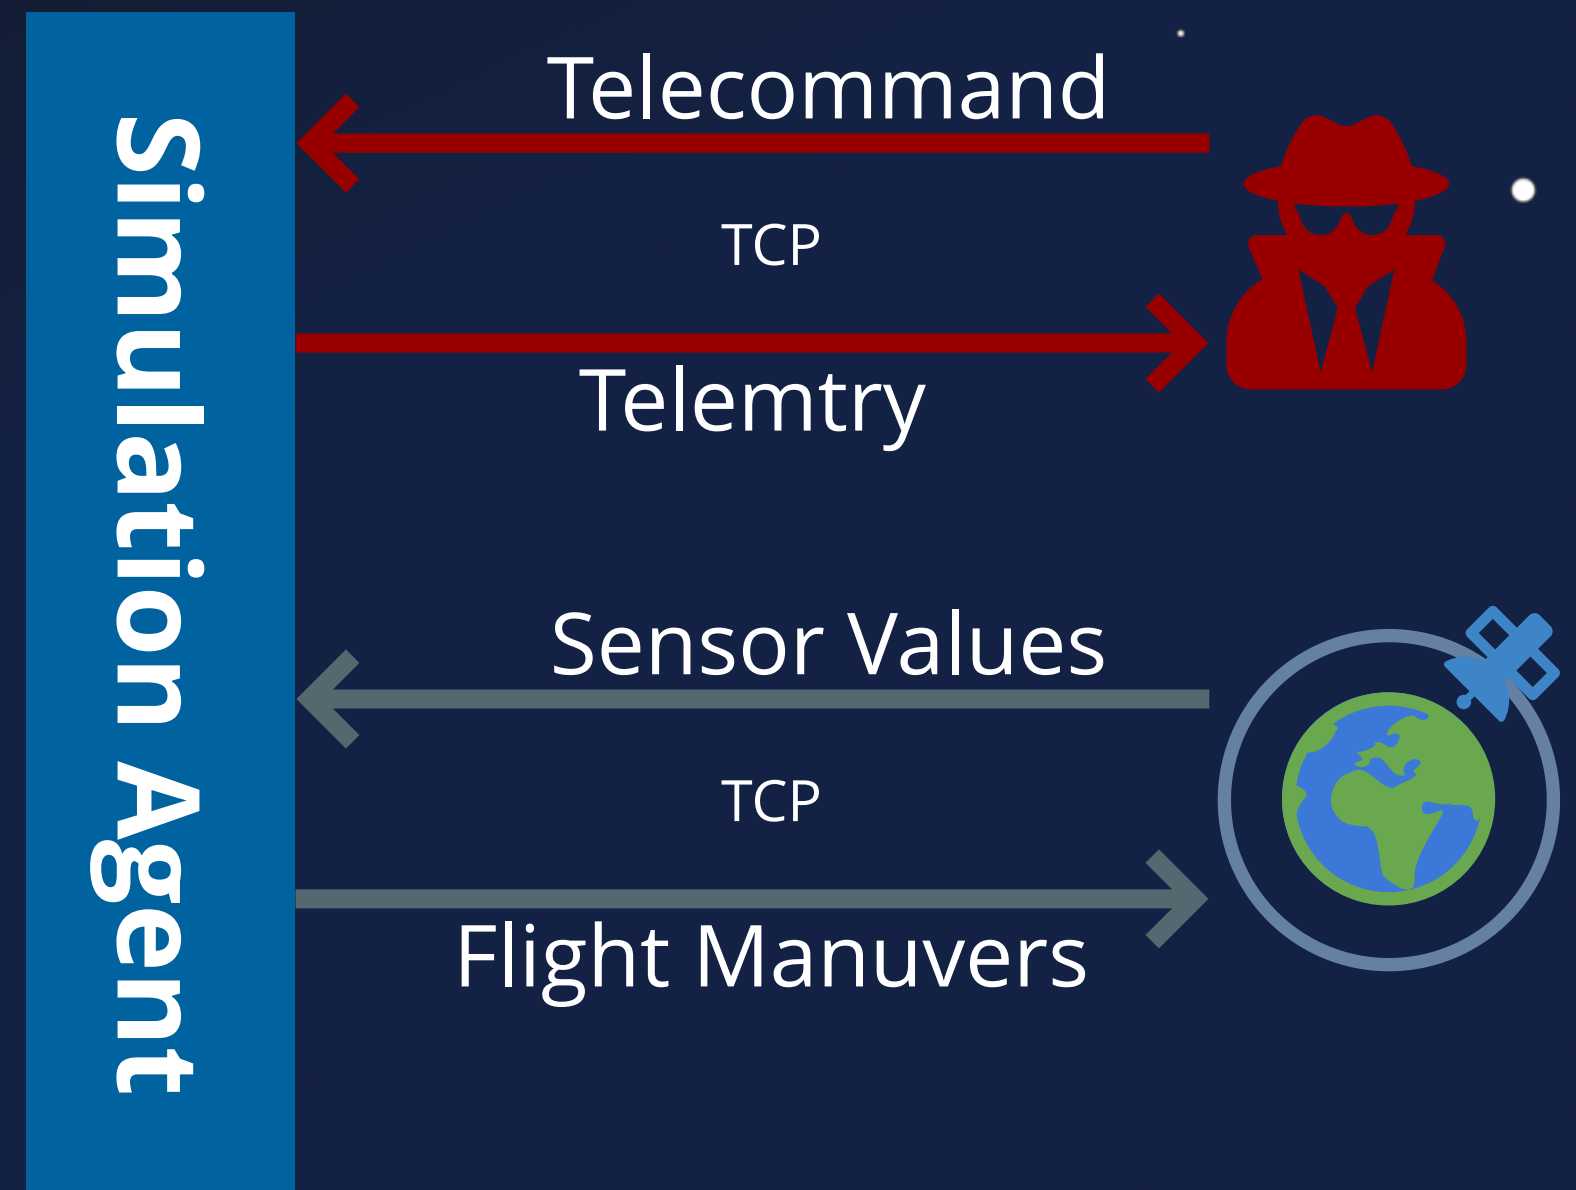 Simulation Agent
Telecommand
TCP
Telemtry
Sensor Values
TCP
Flight Manuvers